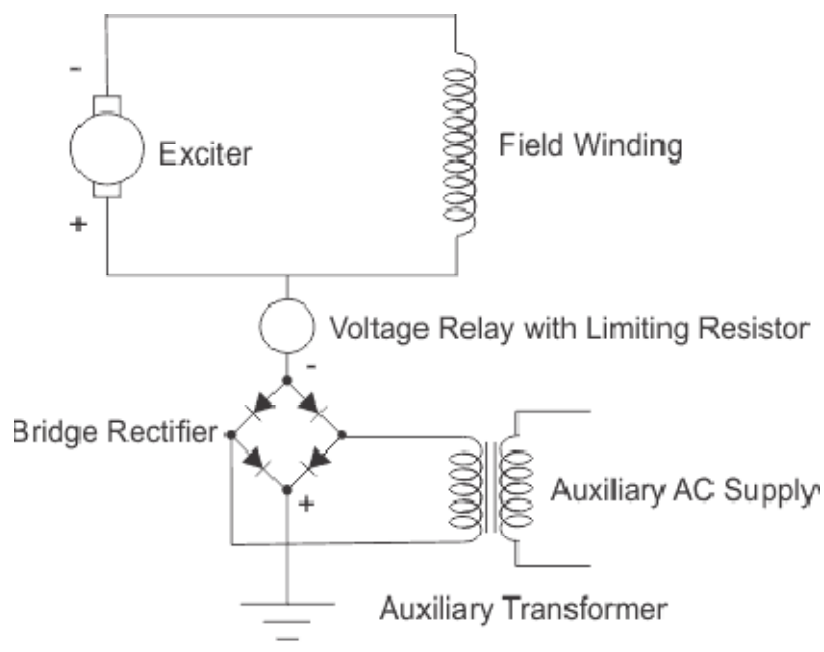 -
Exciter
Field Winding
+
Voltage Relay with Limiting Resistor
-
Bridge Rectifier
+
Auxiliary AC Supply
Auxiliary Transformer